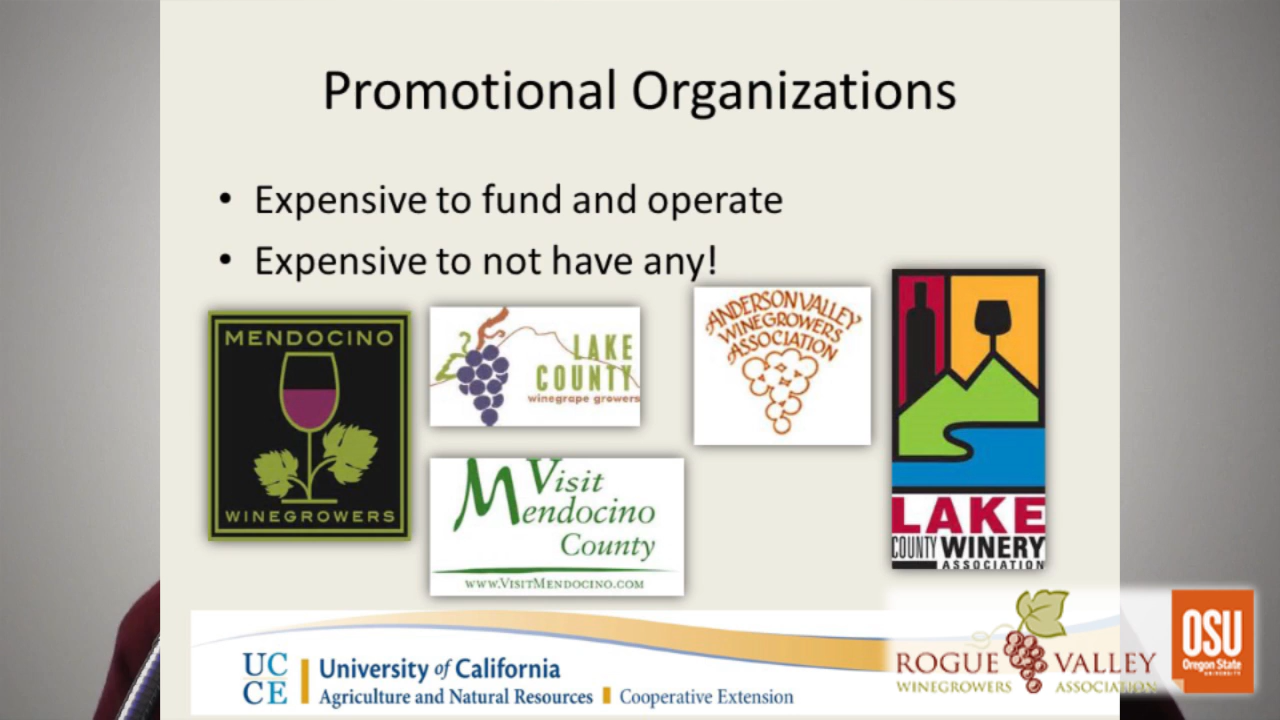 Promotional Organizations
• Expensive to fund and operate
• Expensive to not have any!
MENDOCINO
WINEGROWERS
LAKE
COUNTY
winegrape growers
Visit
Mendocino
County
www.VisitMendocino.com
ANDERSON VALLEY
WINEGROWERS
ASSOCIATION
LAKE
COUNTY WINERY
ASSOCIATION
UC
CE
University of California
Agriculture and Natural Resources
Cooperative Extension
ROGUE VALLEY
WINEGROWERS ASSOCIATION
OSU
Oregon State
UNIVERSITY